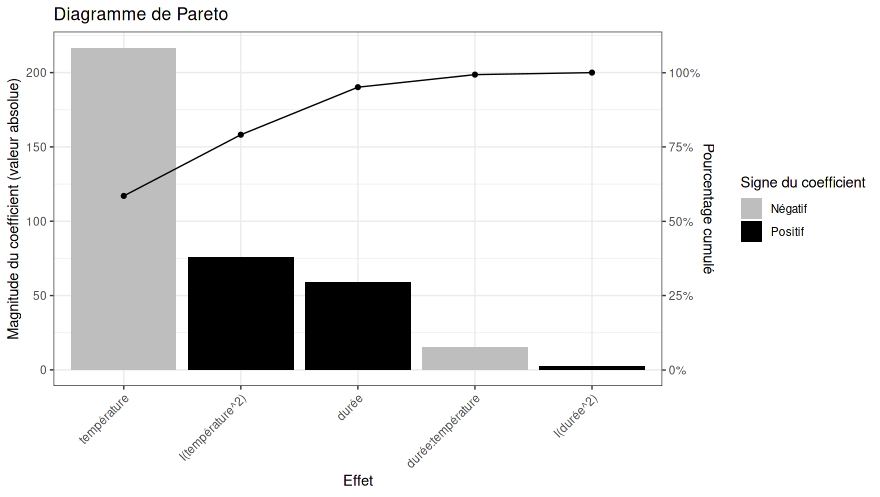 Diagramme de Pareto
Magnitude du coefficient (valeur absolue)
200
150
100
50
0
100%
75%
50%
25%
0%
Pourcentage cumulé
température
I(température^2)
durée
durée:température
I(durée^2)
Effet
Signe du coefficient
Négatif
Positif